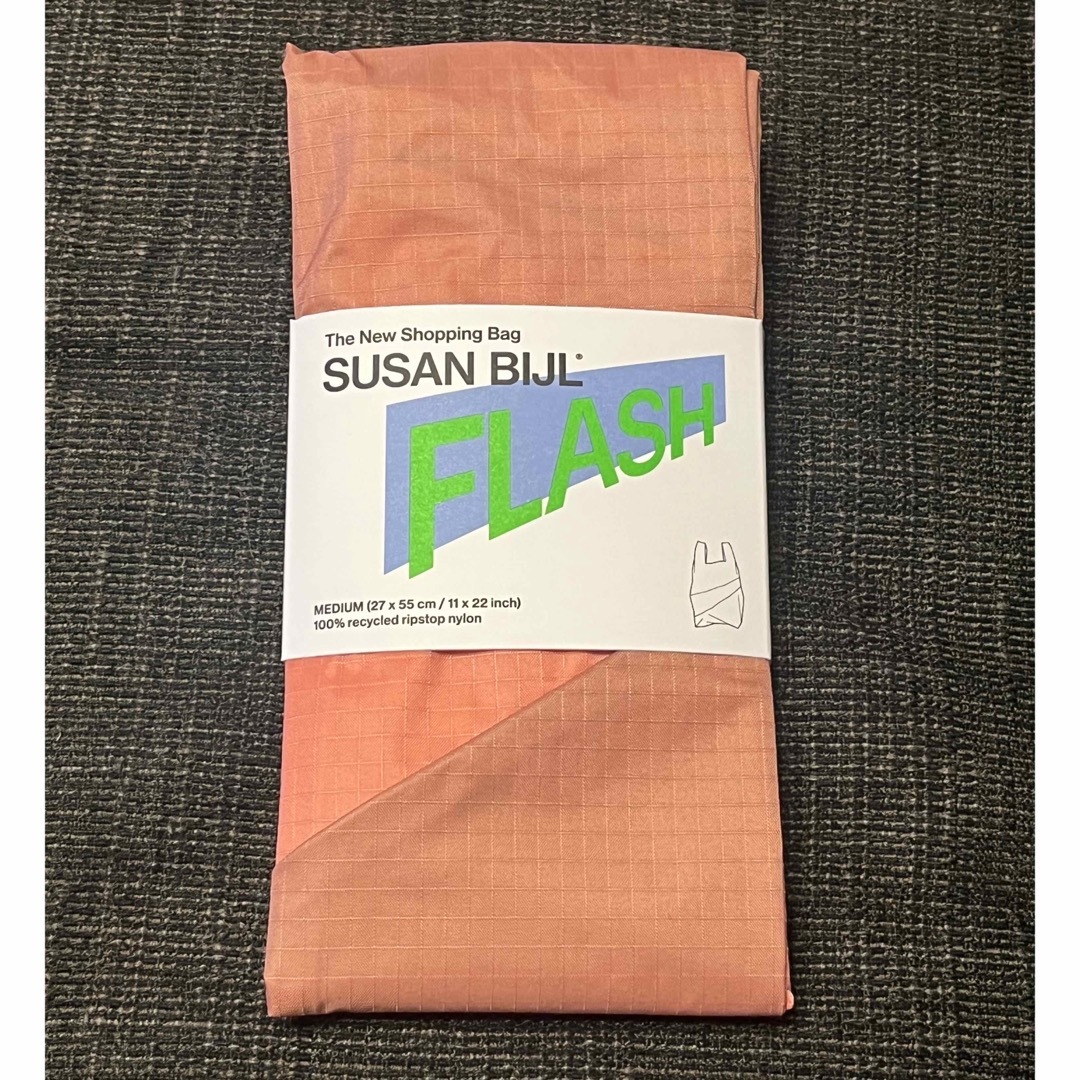 The New Shopping Bag
SUSAN BIJL®
FLASH
MEDIUM (27 x 55 cm / 11 x 22 inch)
100% recycled ripstop nylon